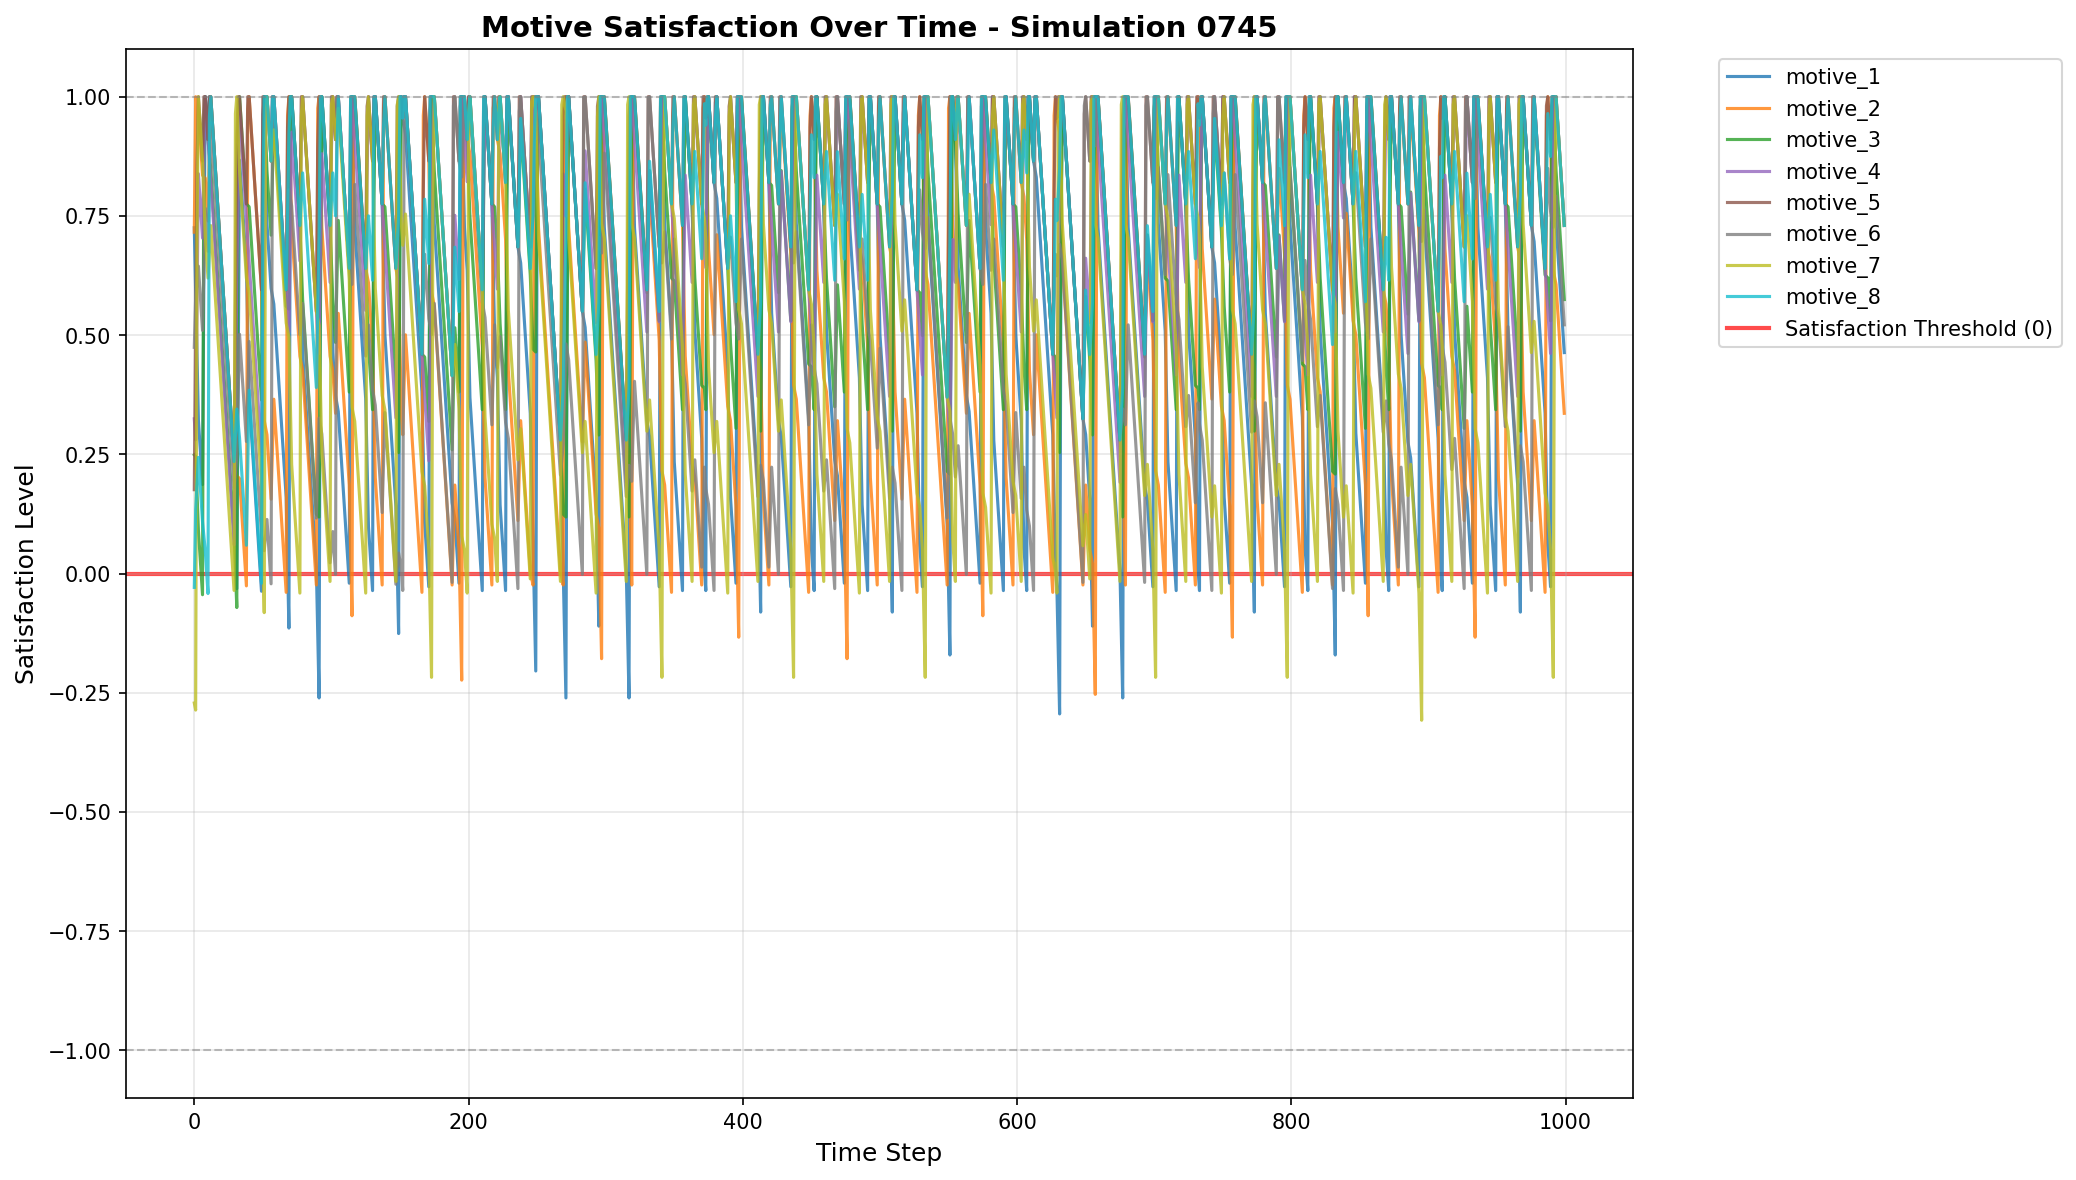 Motive Satisfaction Over Time - Simulation 0745
Satisfaction Level
1.00
0.75
0.50
0.25
0.00
−0.25
−0.50
−0.75
−1.00
0
200
400
600
800
1000
Time Step
motive_1
motive_2
motive_3
motive_4
motive_5
motive_6
motive_7
motive_8
Satisfaction Threshold (0)